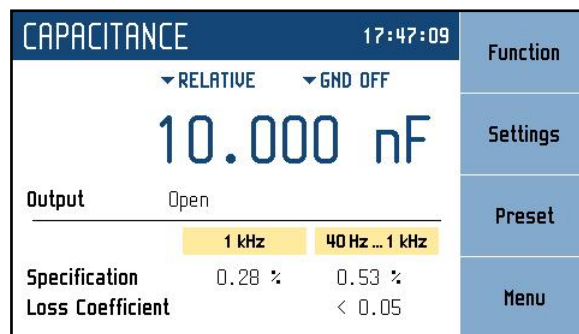 CAPACITANCE 17:47:09
▾RELATIVE ▾GND OFF
10.000 nF
Output Open
1 kHz 40 Hz ... 1 kHz
Specification 0.28 % 0.53 %
Loss Coefficient < 0.05
Function
Settings
Preset
Menu